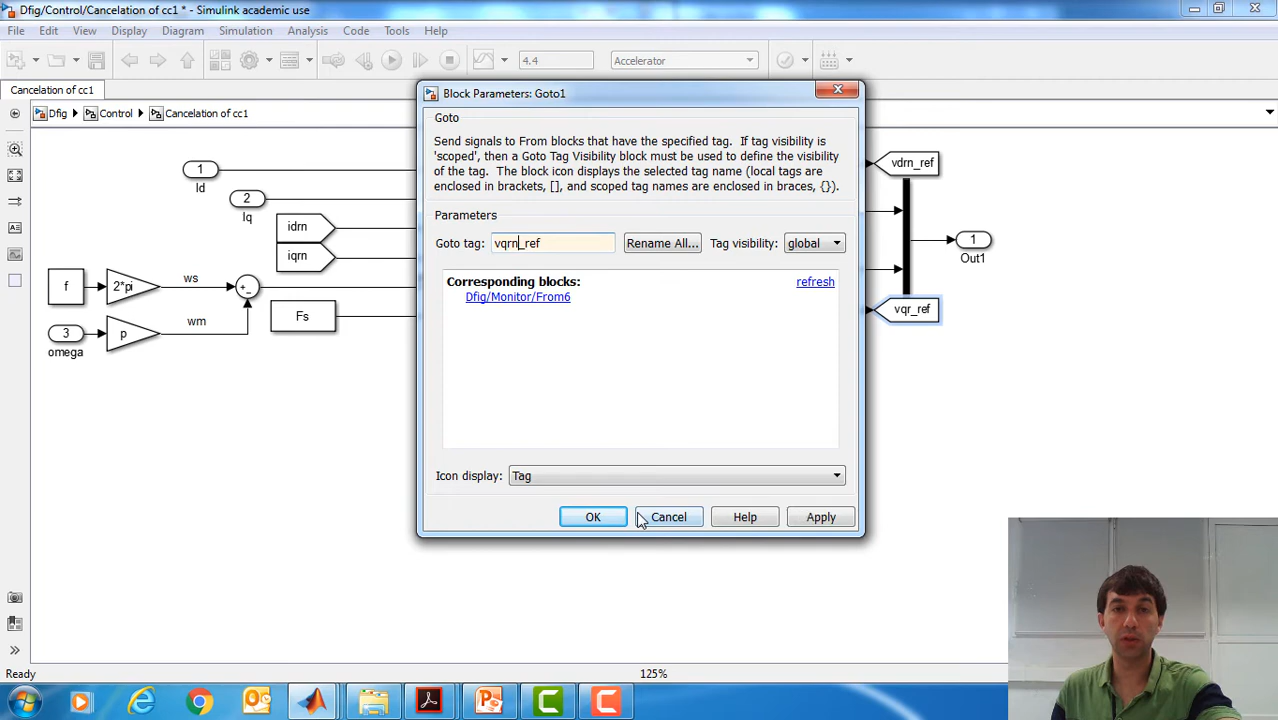 Dfig/Control/Cancelation of cc1 * - Simulink academic use
File Edit View Display Diagram Simulation Analysis Code Tools Help
4.4 Accelerator
Cancelation of cc1
Dfig Control Cancelation of cc1
Block Parameters: Goto1
Goto
Send signals to From blocks that have the specified tag. If tag visibility is
'scoped', then a Goto Tag Visibility block must be used to define the visibility
of the tag. The block icon displays the selected tag name (local tags are
enclosed in brackets, [], and scoped tag names are enclosed in braces, {}).
Parameters
Goto tag: vqrn_ref Rename All... Tag visibility: global
Corresponding blocks: refresh
Dfig/Monitor/From6
Icon display: Tag
OK Cancel Help Apply
1
Id
2
Iq
idrn
iqrn
f
2*pi
ws
+_
Fs
3
omega
p
wm
vdrn_ref
1
Out1
vqr_ref
Ready 125%